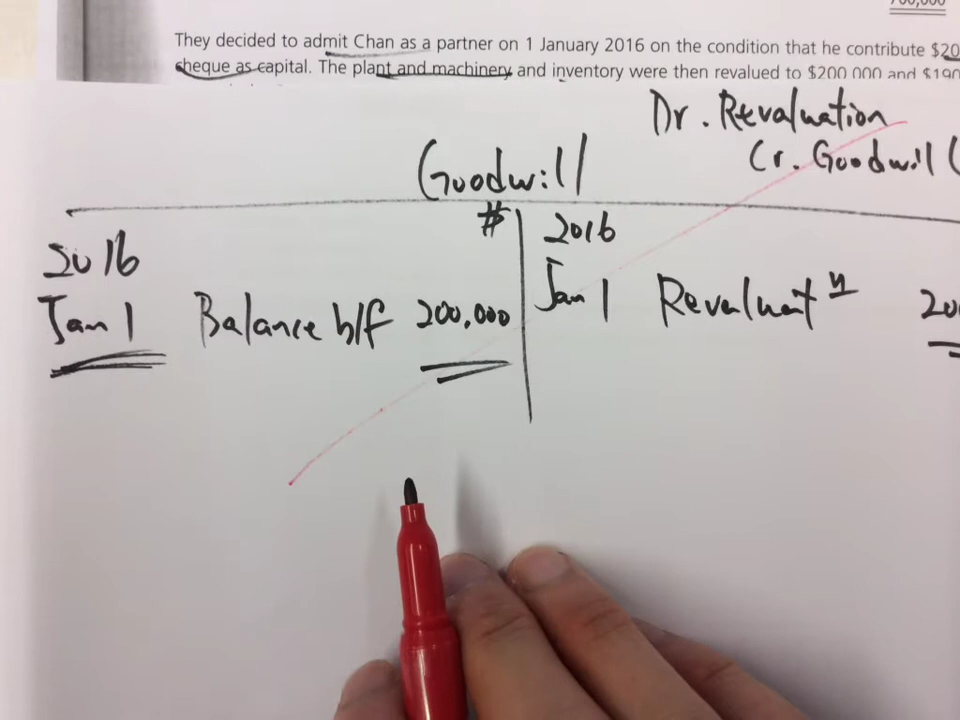 They decided to admit Chan as a partner on 1 January 2016 on the condition that he contribute $20
cheque as capital. The plant and machinery and inventory were then revalued to $200 000 and $190
Dr. Revaluation
Cr. Goodwill (
Goodwill
$ 2016
2016
Jan 1 Balance b/f 200,000 Jan 1 Revaluatn 20